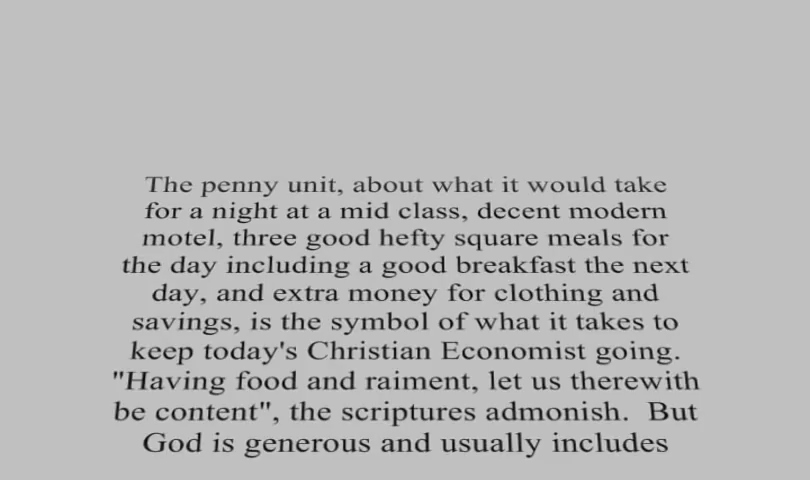 The penny unit, about what it would take
for a night at a mid class, decent modern
motel, three good hefty square meals for
the day including a good breakfast the next
day, and extra money for clothing and
savings, is the symbol of what it takes to
keep today's Christian Economist going.
"Having food and raiment, let us therewith
be content", the scriptures admonish.  But
God is generous and usually includes